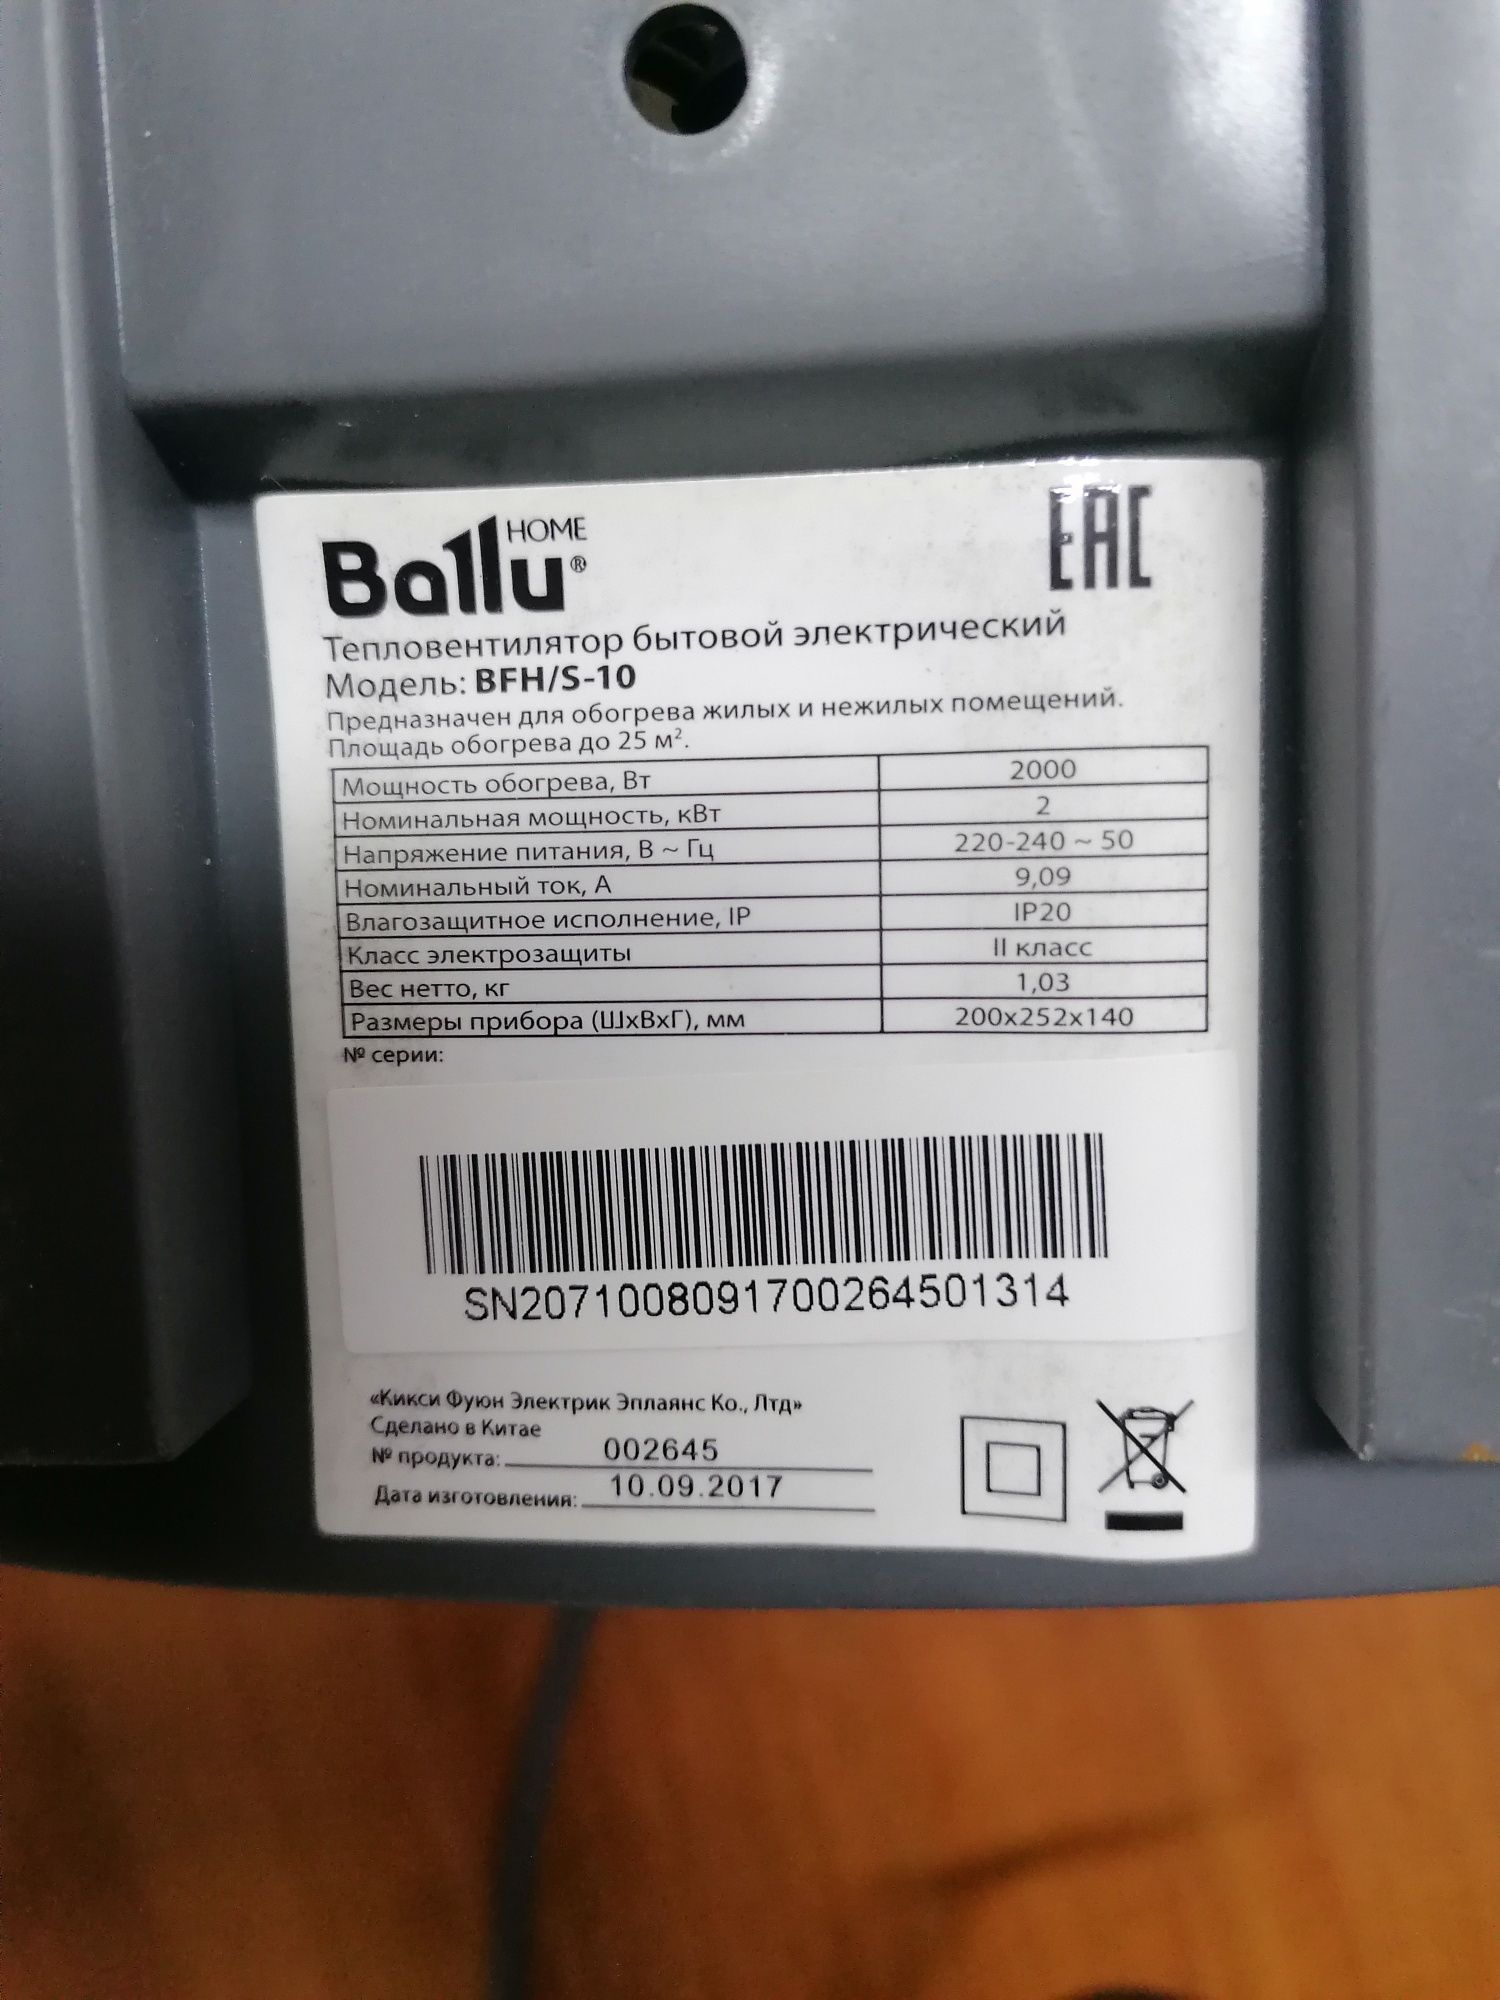 Ballu® HOME
EAC
Тепловентилятор бытовой электрический
Модель: BFH/S-10
Предназначен для обогрева жилых и нежилых помещений.
Площадь обогрева до 25 м².
Мощность обогрева, Вт 2000
Номинальная мощность, кВт 2
Напряжение питания, В ~ Гц 220-240 ~ 50
Номинальный ток, А 9,09
Влагозащитное исполнение, IP IP20
Класс электрозащиты II класс
Вес нетто, кг 1,03
Размеры прибора (ШхВхГ), мм 200x252x140
№ серии:
SN2071008091700264501314
«Кикси Фуюн Электрик Эплаянс Ко., Лтд»
Сделано в Китае
№ продукта: 002645
Дата изготовления: 10.09.2017